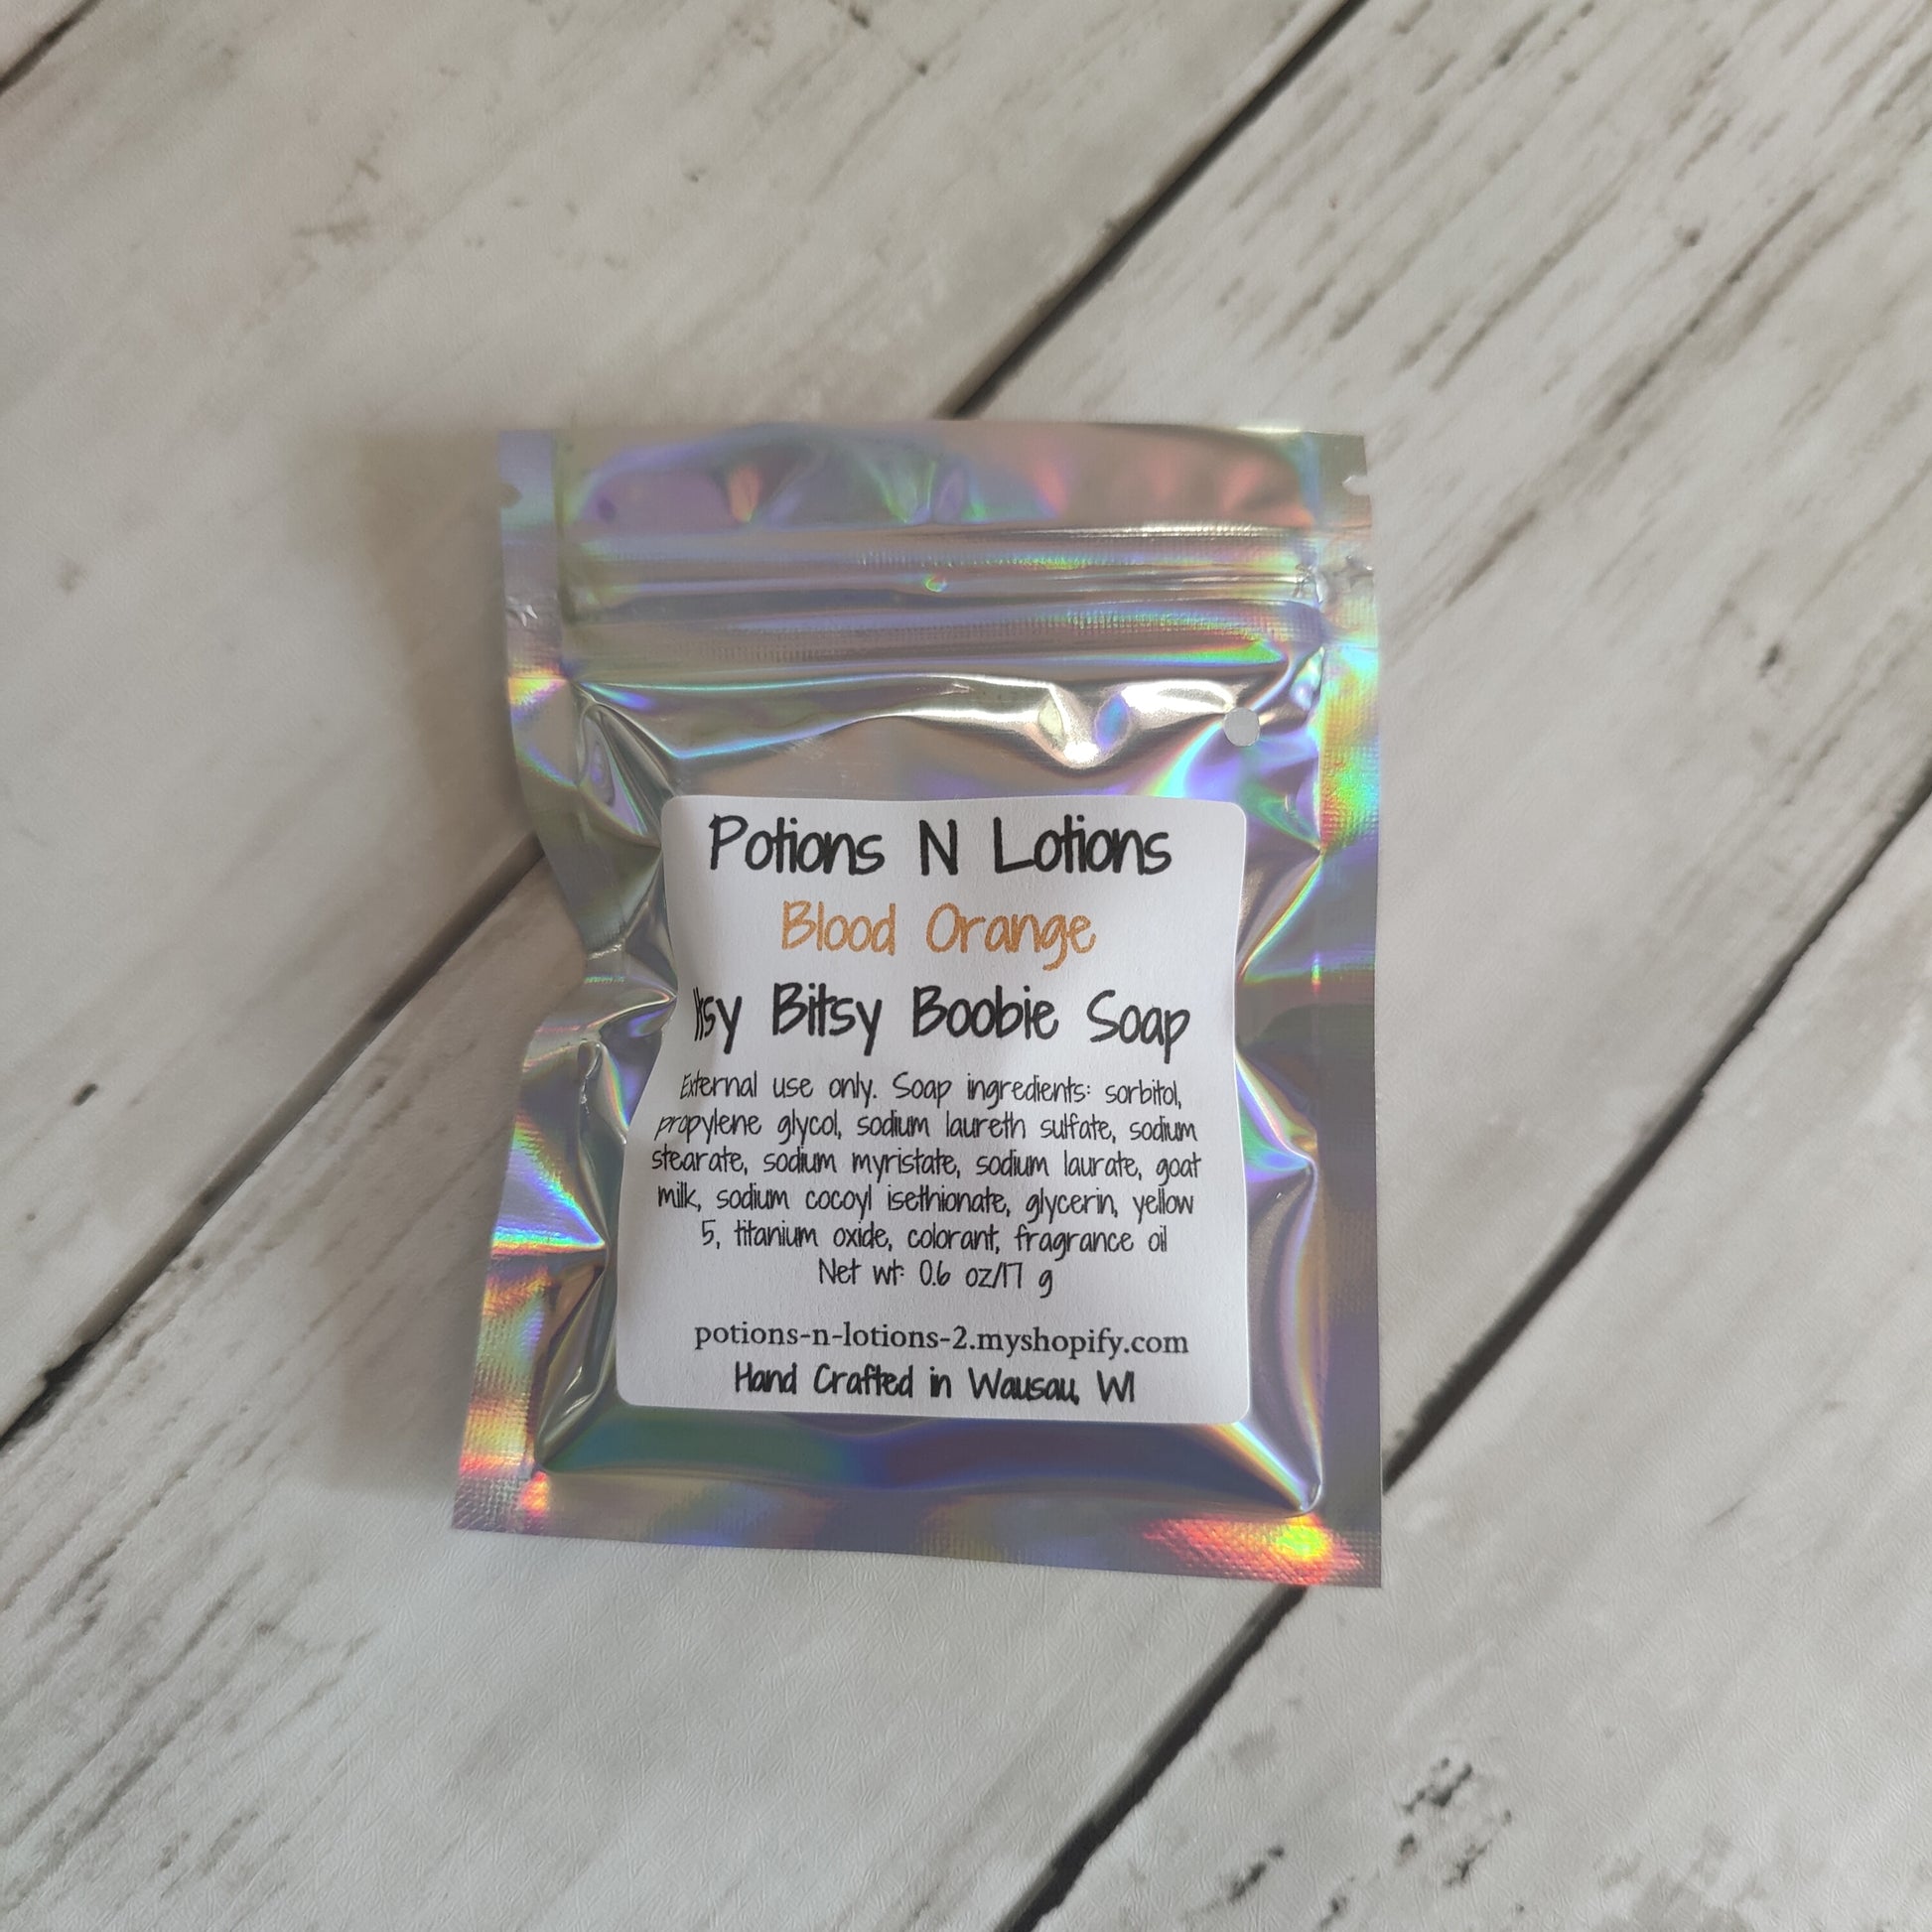 Potions N Lotions
Blood Orange
Itsy Bitsy Boobie Soap
External use only. Soap ingredients: sorbitol,
propylene glycol, sodium laureth sulfate, sodium
stearate, sodium myristate, sodium laurate, goat
milk, sodium cocoyl isethionate, glycerin, yellow
5, titanium oxide, colorant, fragrance oil
Net wt: 0.6 oz/17 g
potions-n-lotions-2.myshopify.com
Hand Crafted in Wausau, WI